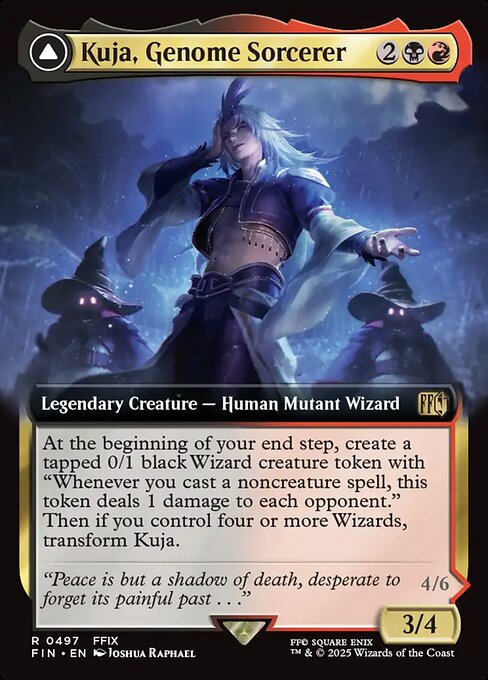 Kuja, Genome Sorcerer 2
Legendary Creature — Human Mutant Wizard FFIX
At the beginning of your end step, create a
tapped 0/1 black Wizard creature token with
“Whenever you cast a noncreature spell, this
token deals 1 damage to each opponent.”
Then if you control four or more Wizards,
transform Kuja.
“Peace is but a shadow of death, desperate to
forget its painful past . . .”
4/6
3/4
R 0497 FFIX
FIN • EN Joshua Raphael
FF© SQUARE ENIX
™ & © 2025 Wizards of the Coast